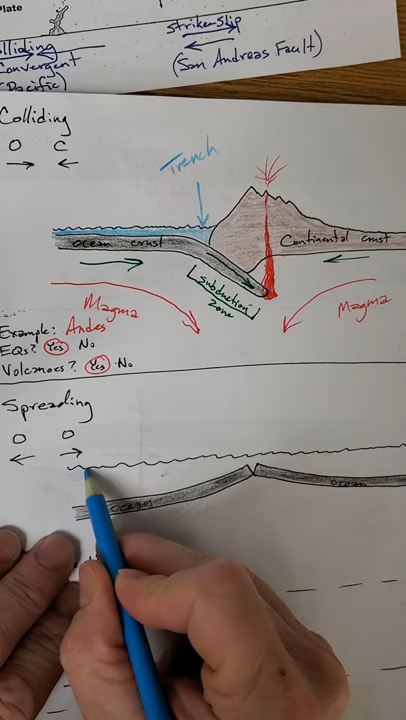 Plate
Strike-slip
olliding
Convergent
(San Andreas Fault)
Pacific)
Colliding
O C
Trench
ocean crust
Continental crust
Subduction
Zone
Magma
Magma
Example: Andes
EQs? Yes No
Volcanoes? Yes No
Spreading
O O
ocean
ocean